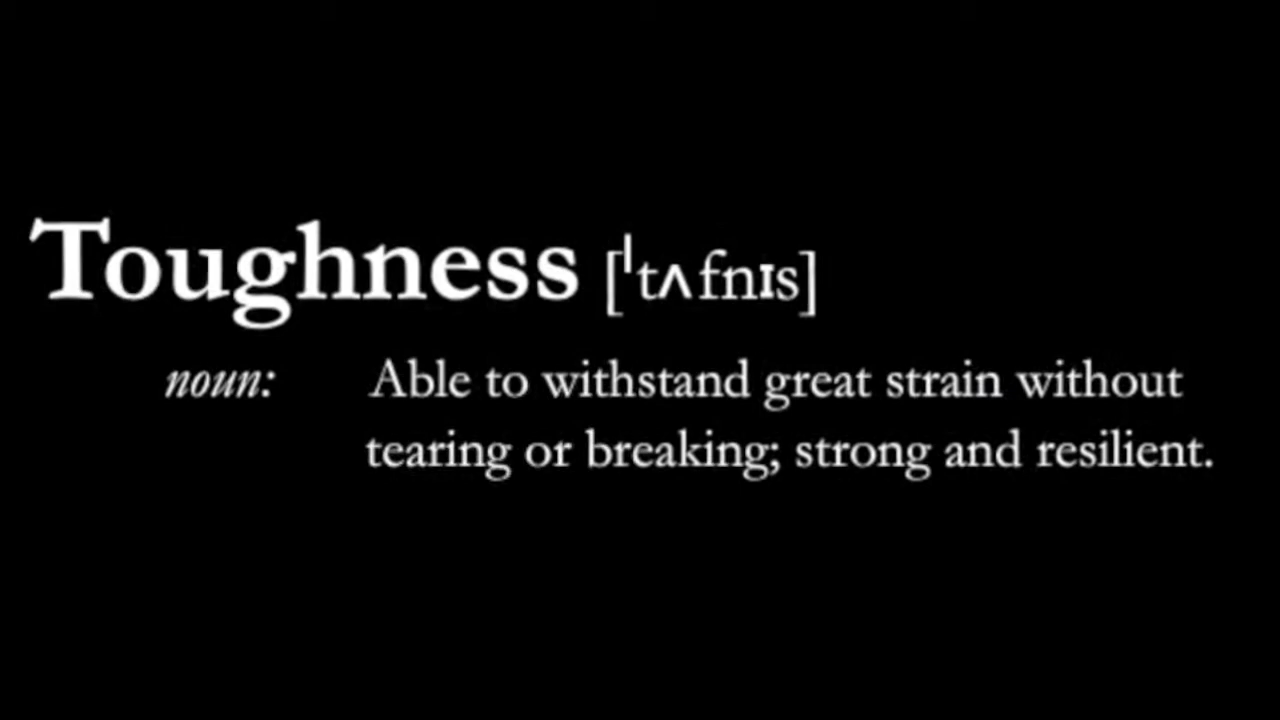 Toughness [ˈtʌfnɪs]
noun: Able to withstand great strain without
tearing or breaking; strong and resilient.